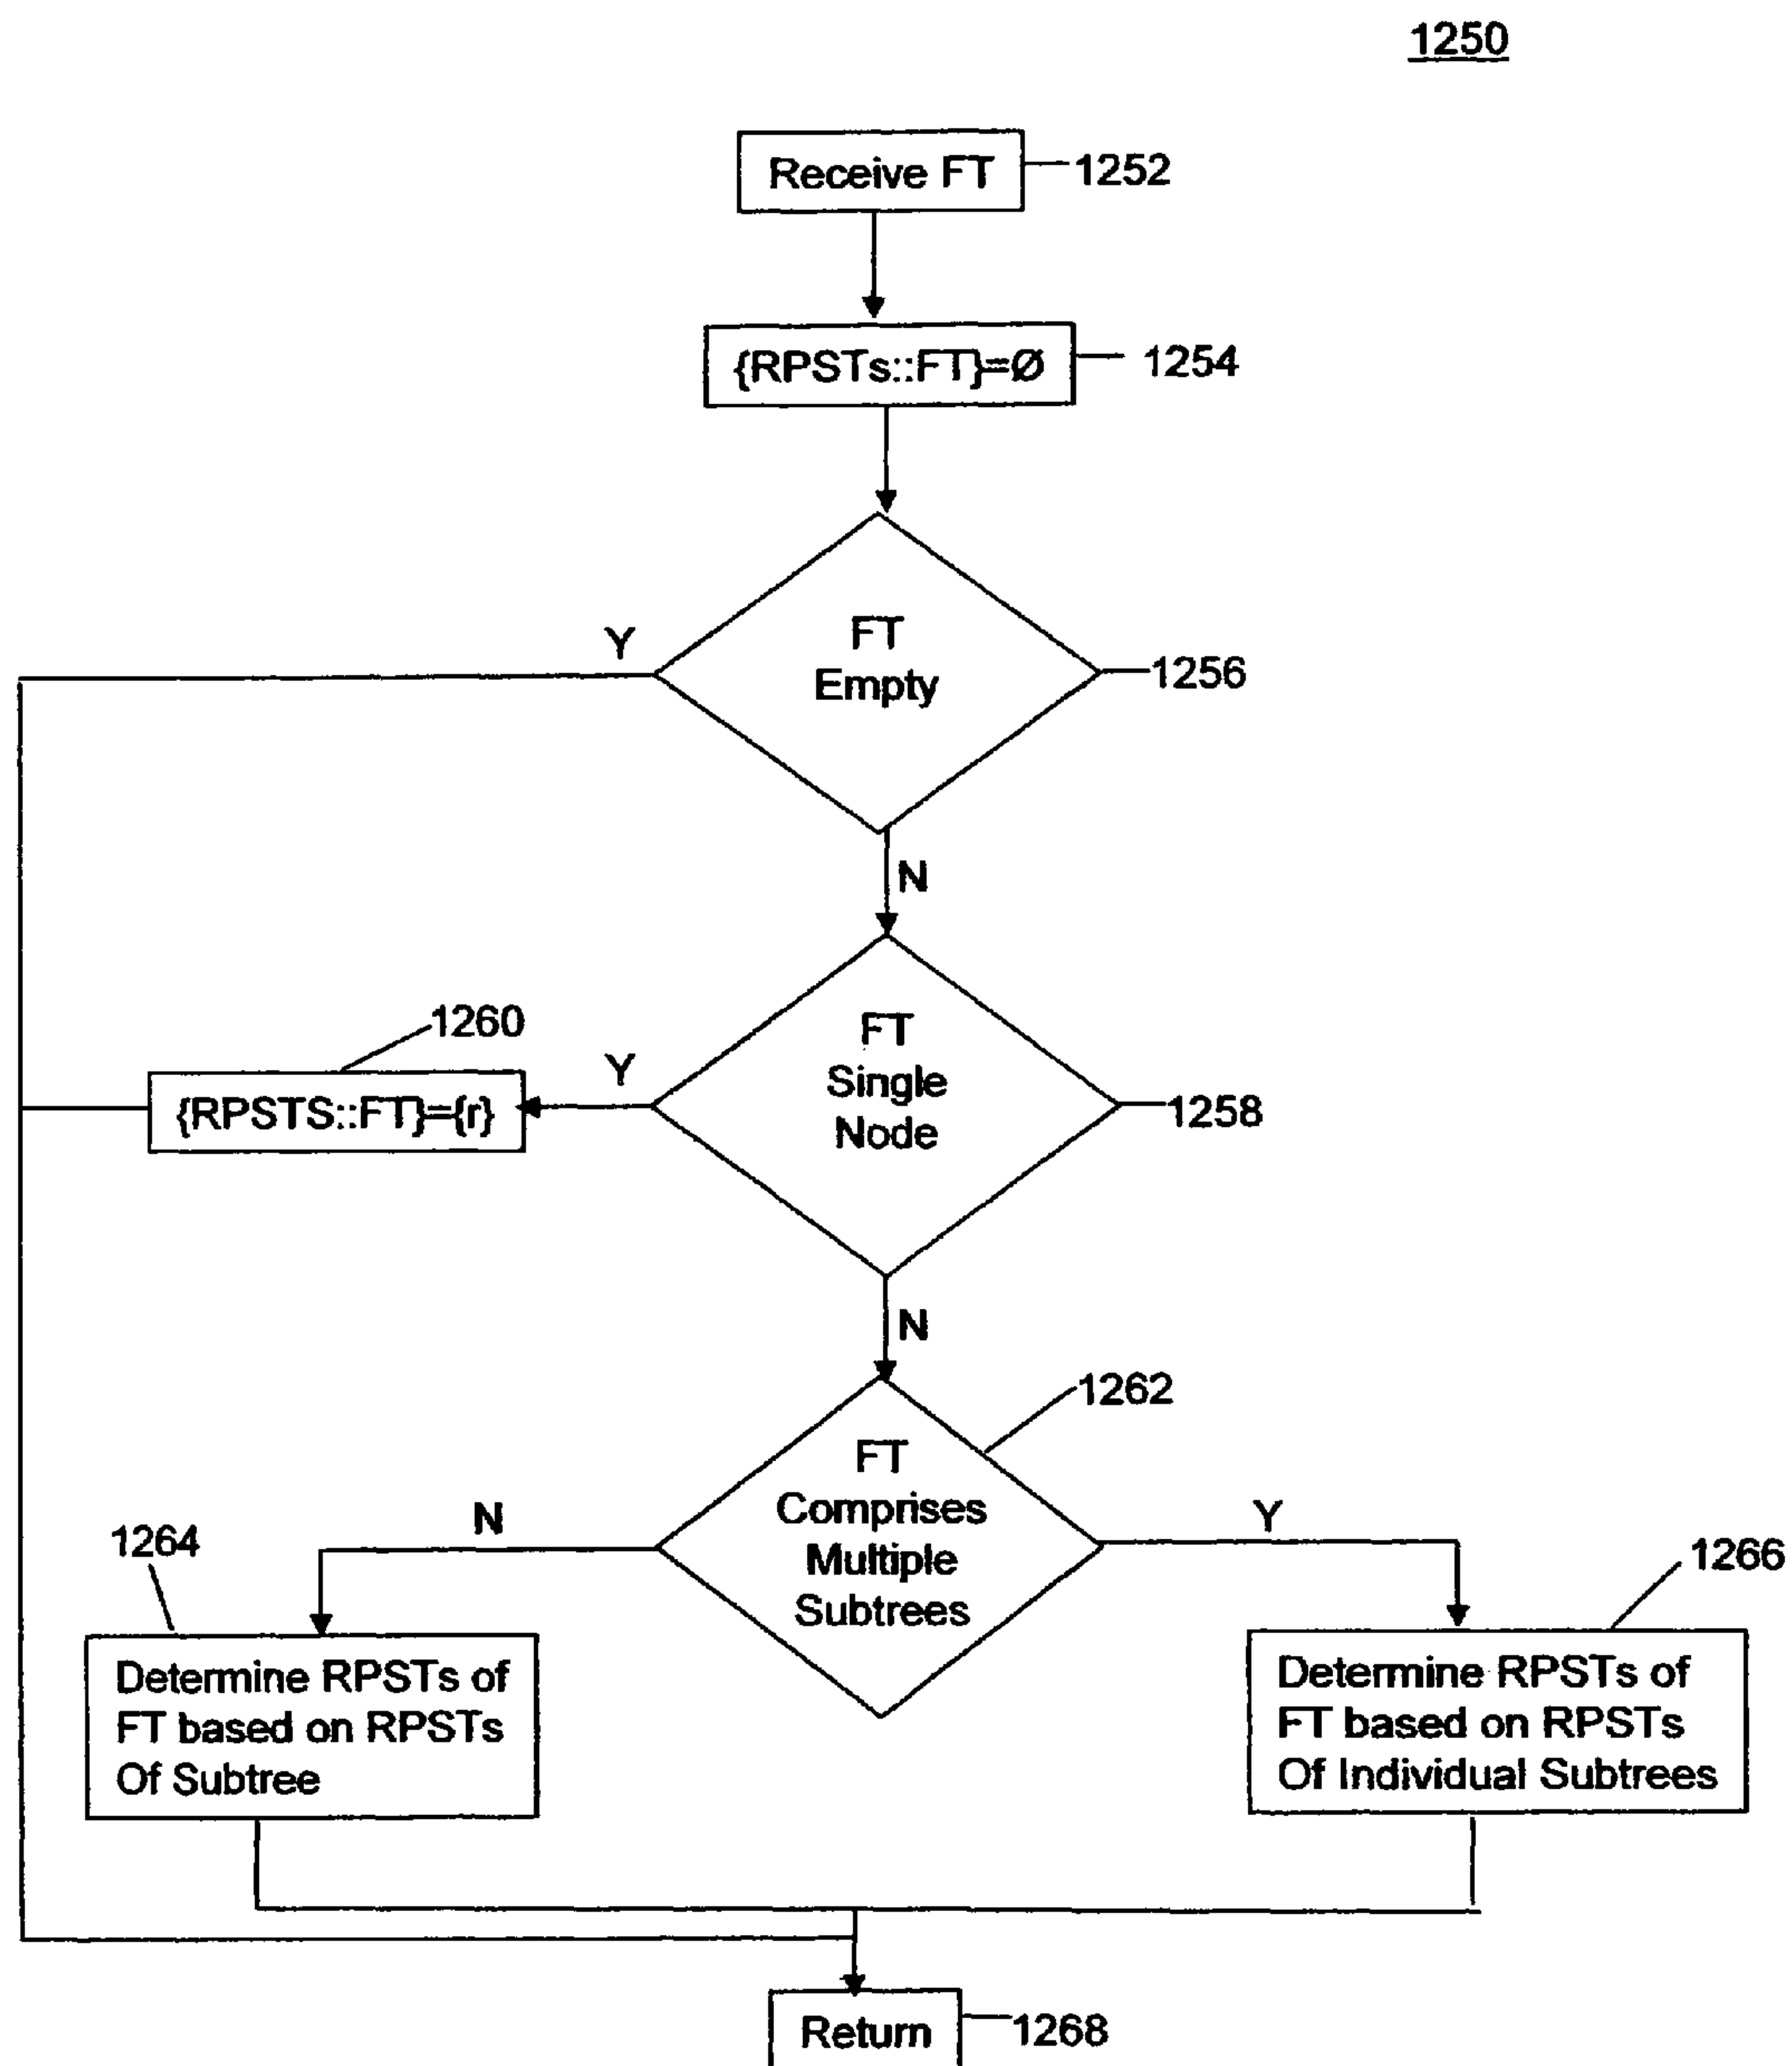 1250
Receive FT
1252
{RPSTs::FT}=Ø
1254
Y
FT
Empty
1256
N
1260
{RPSTS::FT}={r}
Y
FT
Single
Node
1258
N
1262
FT
Comprises
Multiple
Subtrees
N
Y
1264
1266
Determine RPSTs of
FT based on RPSTs
Of Subtree
Determine RPSTs of
FT based on RPSTs
Of Individual Subtrees
Return
1268